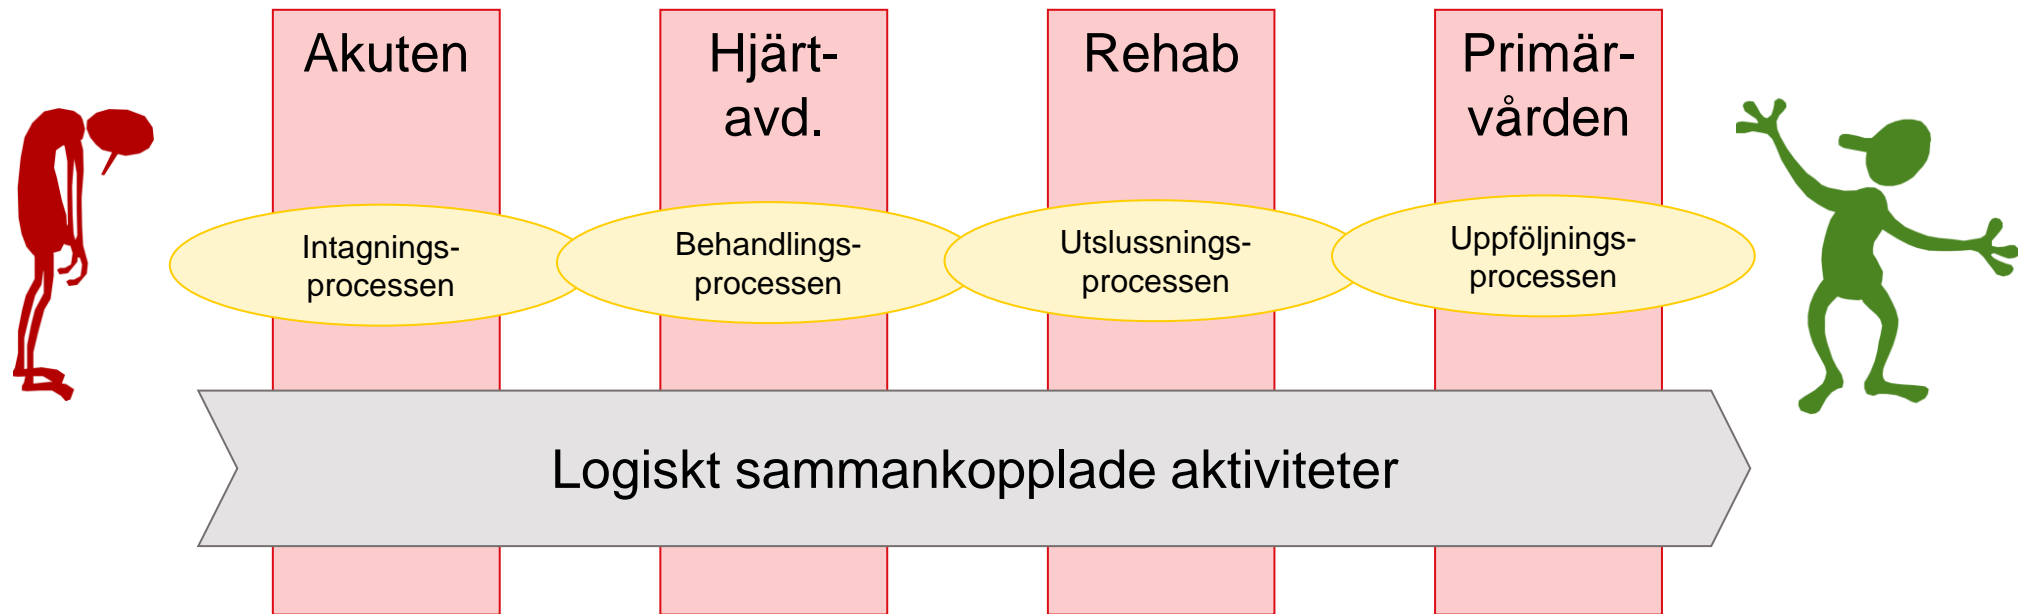 Akuten
Hjärt-
avd.
Rehab
Primär-
vården
Intagnings-
processen
Behandlings-
processen
Utslussnings-
processen
Uppföljnings-
processen
Logiskt sammankopplade aktiviteter